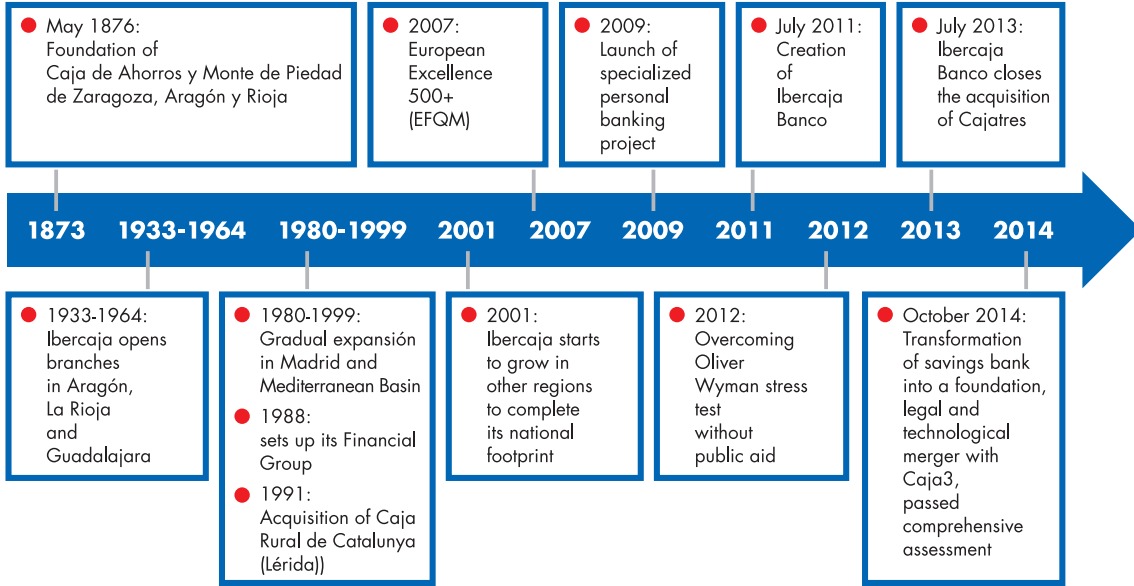 May 1876:
Foundation of
Caja de Ahorros y Monte de Piedad
de Zaragoza, Aragón y Rioja
2007:
European
Excellence
500+
(EFQM)
2009:
Launch of
specialized
personal
banking
project
July 2011:
Creation
of
Ibercaja
Banco
July 2013:
Ibercaja
Banco closes
the acquisition
of Cajatres
1873 1933-1964 1980-1999 2001 2007 2009 2011 2012 2013 2014
1933-1964:
Ibercaja opens
branches
in Aragón,
La Rioja
and
Guadalajara
1980-1999:
Gradual expansión
in Madrid and
Mediterranean Basin
1988:
sets up its Financial
Group
1991:
Acquisition of Caja
Rural de Catalunya
(Lérida))
2001:
Ibercaja starts
to grow in
other regions
to complete
its national
footprint
2012:
Overcoming
Oliver
Wyman stress
test
without
public aid
October 2014:
Transformation
of savings bank
into a foundation,
legal and
technological
merger with
Caja3,
passed
comprehensive
assessment